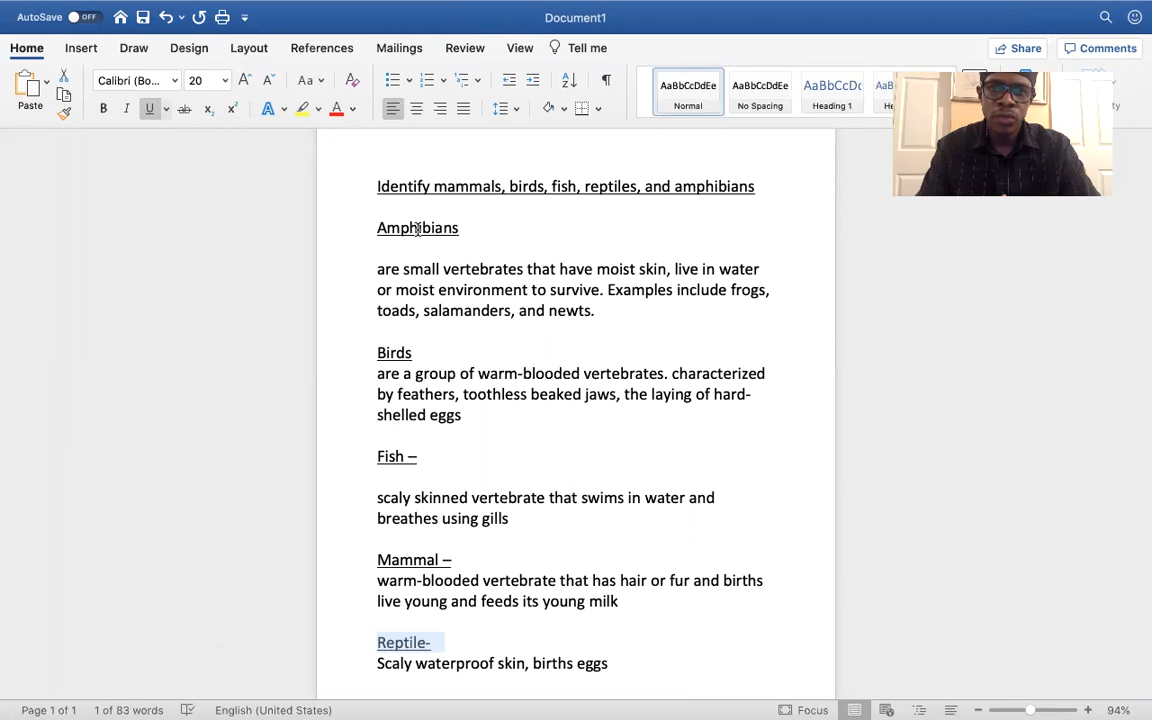 AutoSave OFF
Document1
Home Insert Draw Design Layout References Mailings Review View Tell me
Share Comments
Paste
Calibri (Bo... 20
AaBbCcDdEe
Normal
AaBbCcDdEe
No Spacing
AaBbCcDc
Heading 1
Identify mammals, birds, fish, reptiles, and amphibians
Amphibians
are small vertebrates that have moist skin, live in water
or moist environment to survive. Examples include frogs,
toads, salamanders, and newts.
Birds
are a group of warm-blooded vertebrates. characterized
by feathers, toothless beaked jaws, the laying of hard-
shelled eggs
Fish –
scaly skinned vertebrate that swims in water and
breathes using gills
Mammal –
warm-blooded vertebrate that has hair or fur and births
live young and feeds its young milk
Reptile-
Scaly waterproof skin, births eggs
Page 1 of 1 1 of 83 words English (United States) Focus 94%